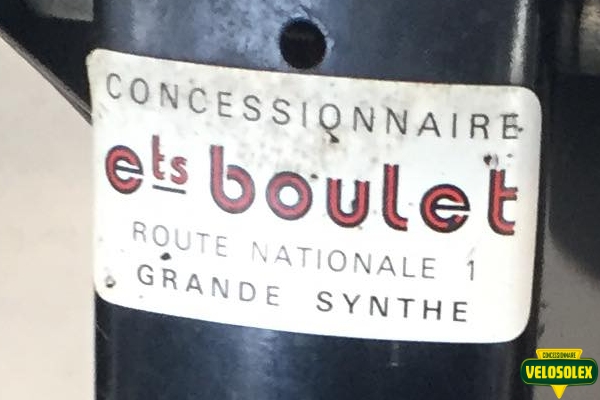 CONCESSIONNAIRE
ets boulet
ROUTE NATIONALE 1
GRANDE SYNTHE
CONCESSIONNAIRE
VELOSOLEX